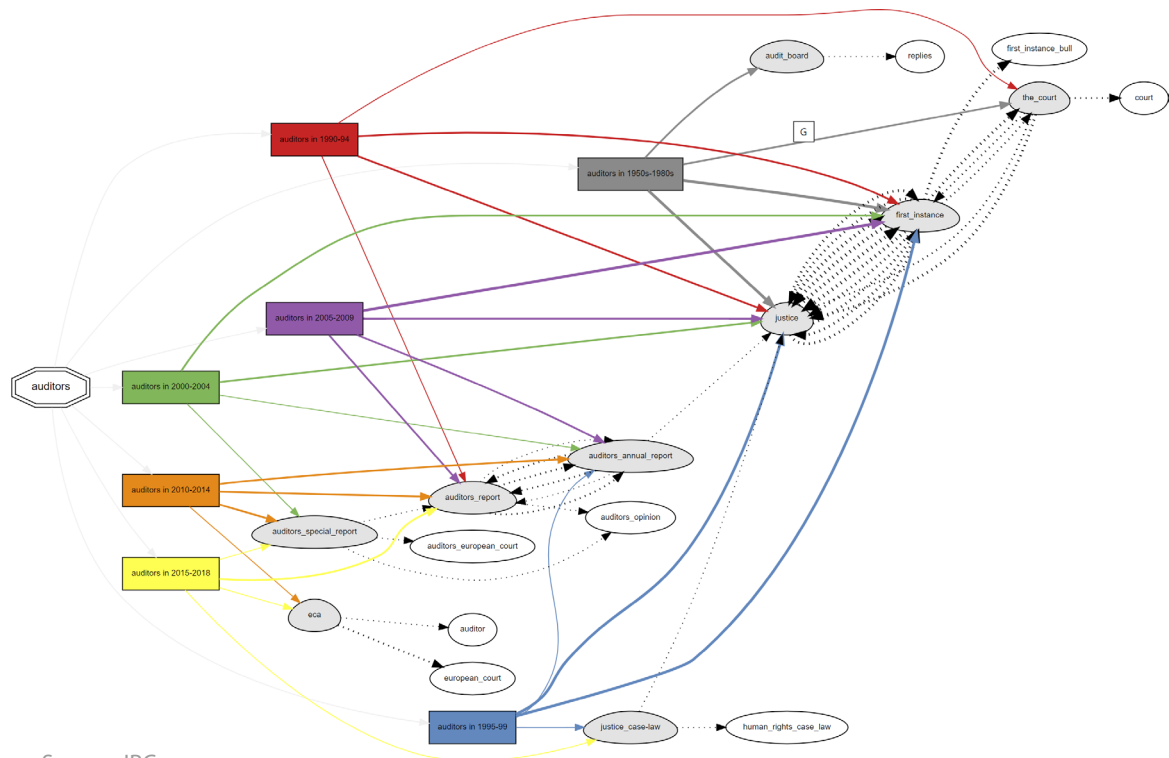 first_instance_bull
audit_board
replies
the_court
court
G
auditors in 1990-94
auditors in 1950s-1980s
first_instance
auditors in 2005-2009
justice
auditors
auditors in 2000-2004
auditors_annual_report
auditors in 2010-2014
auditors_report
auditors_opinion
auditors_special_report
auditors_european_court
auditors in 2015-2018
eca
auditor
european_court
auditors in 1995-99
justice_case-law
human_rights_case_law